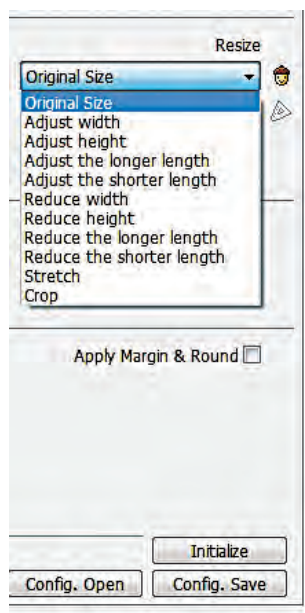 Resize
Original Size
Original Size
Adjust width
Adjust height
Adjust the longer length
Adjust the shorter length
Reduce width
Reduce height
Reduce the longer length
Reduce the shorter length
Stretch
Crop
Apply Margin & Round
Initialize
Config. Open Config. Save